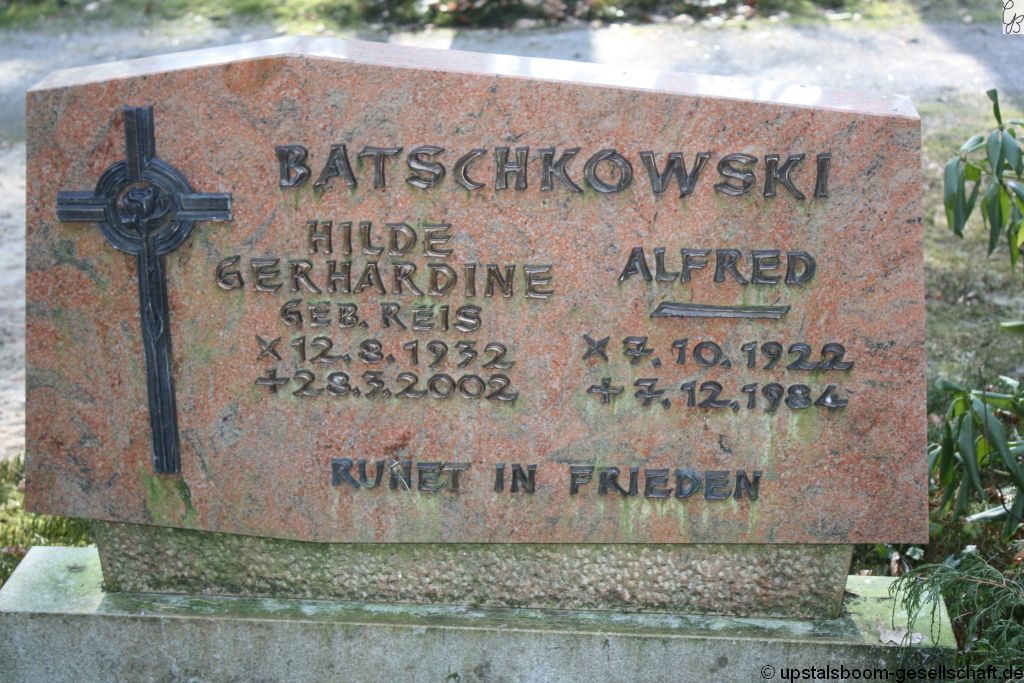 BATSCHKOWSKI
HILDE
GERHARDINE
GEB. REIS
× 12.8.1932
+ 28.3.2002
ALFRED
× 7.10.1922
+ 7.12.1984
RUHET IN FRIEDEN
© upstalsboom-gesellschaft.de